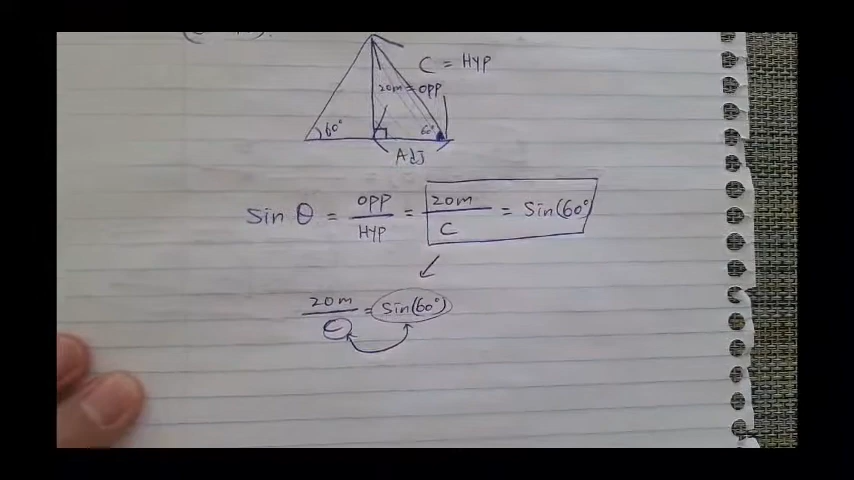 C = Hyp
20m = opp
60°
60°
Adj
Sin θ = opp/Hyp = 20m/C = Sin(60°)
20m/C = Sin(60°)